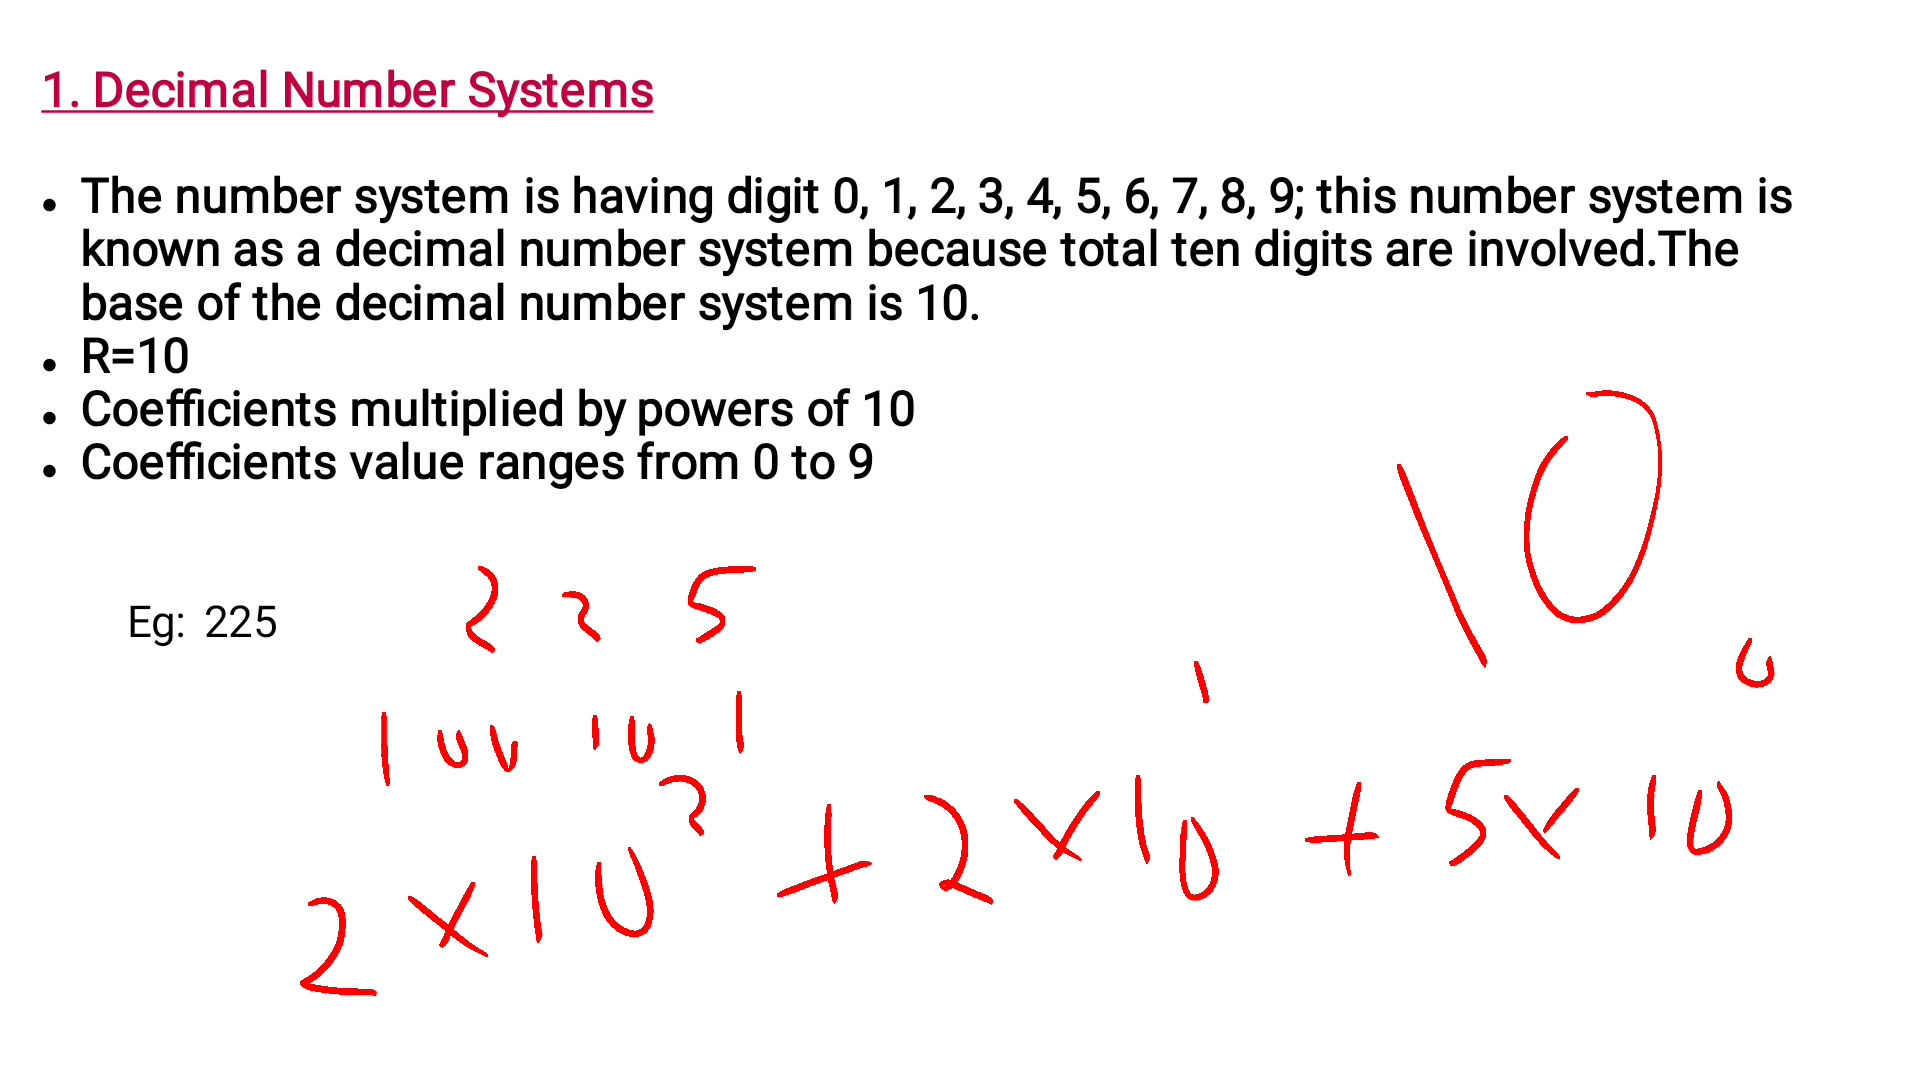 1. Decimal Number Systems
• The number system is having digit 0, 1, 2, 3, 4, 5, 6, 7, 8, 9; this number system is
known as a decimal number system because total ten digits are involved.The
base of the decimal number system is 10.
• R=10
• Coefficients multiplied by powers of 10
• Coefficients value ranges from 0 to 9
10
Eg: 225 2 2 5
100 10 1
2 × 10² + 2 × 10¹ + 5 × 10⁰